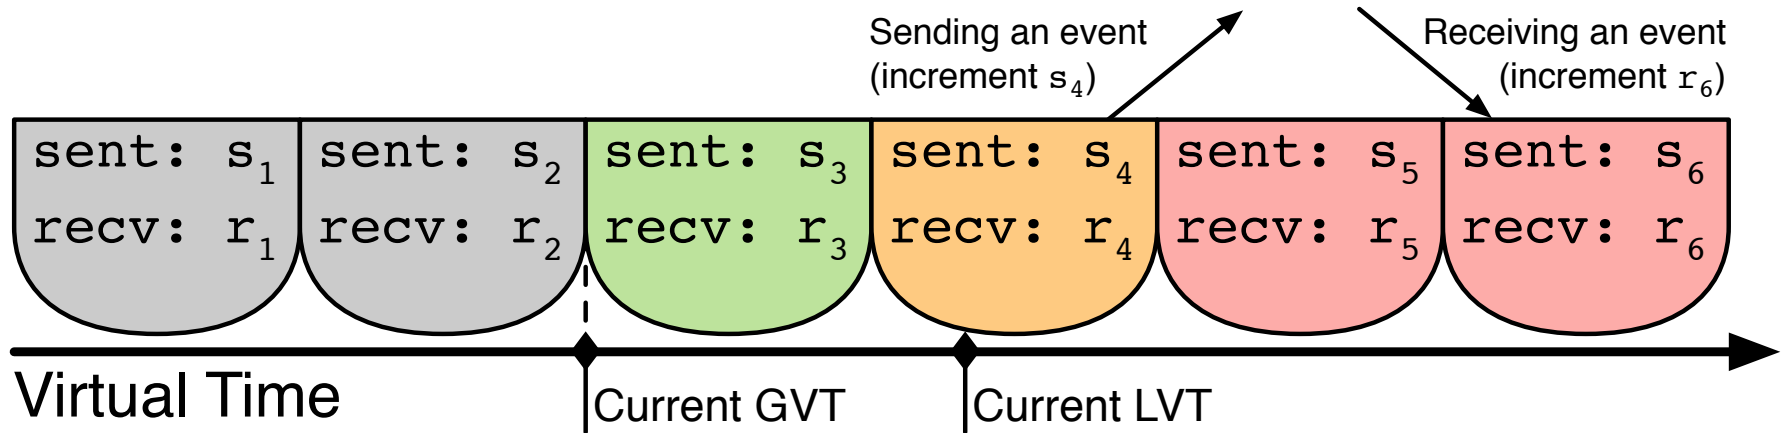 Sending an event
(increment s₄)
Receiving an event
(increment r₆)
sent: s₁ sent: s₂ sent: s₃ sent: s₄ sent: s₅ sent: s₆
recv: r₁ recv: r₂ recv: r₃ recv: r₄ recv: r₅ recv: r₆
Virtual Time
Current GVT
Current LVT